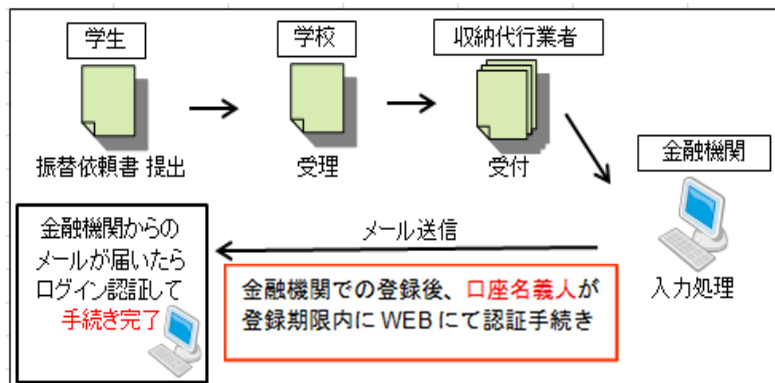 学生
学校
収納代行業者
振替依頼書 提出
受理
受付
金融機関
入力処理
メール送信
金融機関からの
メールが届いたら
ログイン認証して
手続き完了
金融機関での登録後、口座名義人が
登録期限内にWEBにて認証手続き